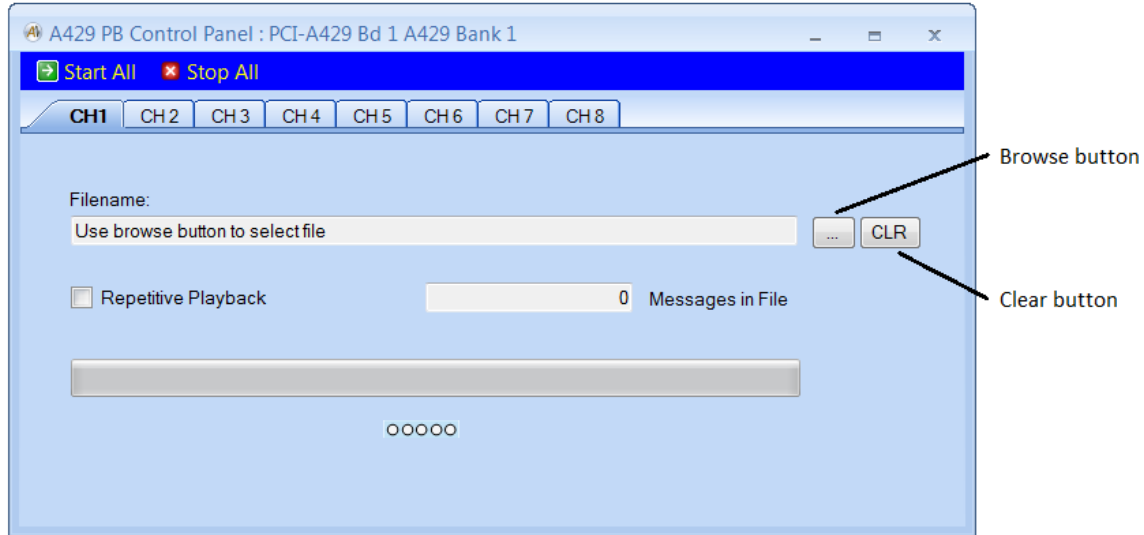 A429 PB Control Panel : PCI-A429 Bd 1 A429 Bank 1
Start All Stop All
CH1 CH 2 CH 3 CH 4 CH 5 CH 6 CH 7 CH 8
Browse button
Filename:
Use browse button to select file ... CLR
Repetitive Playback 0 Messages in File
Clear button